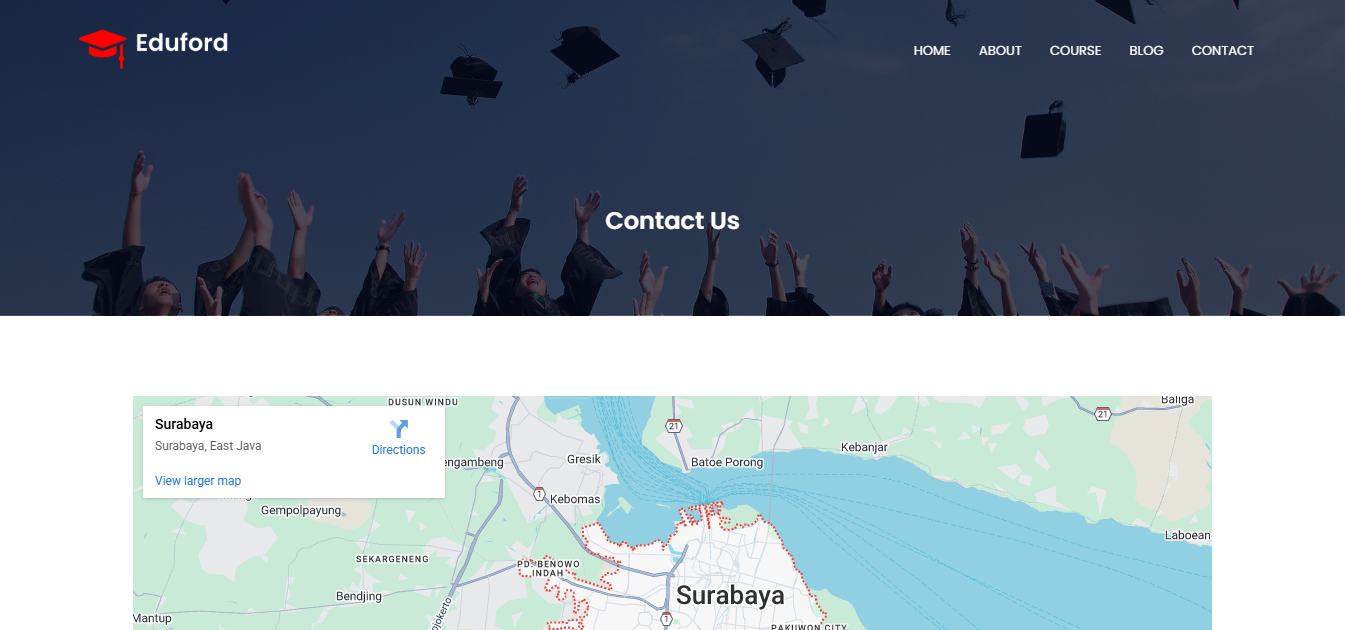 Eduford
HOME ABOUT COURSE BLOG CONTACT
Contact Us
Surabaya
Surabaya, East Java
Directions
View larger map
DUSUN WINDU
Baliga
21
21
Kebanjar
engambeng
Gresik
Batoe Porong
1
Kebomas
Gempolpayung
Laboean
SEKARGENENG
PD. BENOWO
INDAH
Bendjing
Surabaya
Mantup
ojokerto
1
PAKUWON CITY